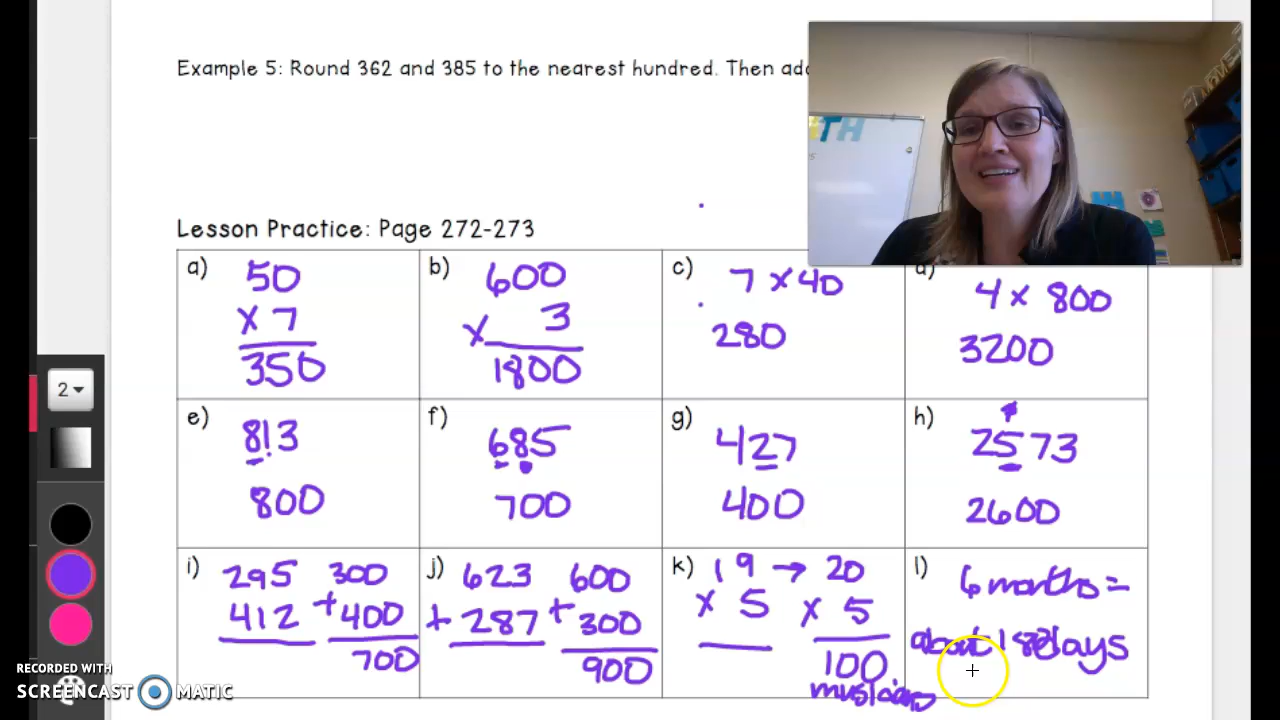 Example 5: Round 362 and 385 to the nearest hundred. Then add
TH
Lesson Practice: Page 272-273
a) 50
x 7
350
b) 600
x 3
1800
c) 7 x 40
280
d) 4 x 800
3200
e) 813
800
f) 685
700
g) 427
400
h) 2573
2600
i) 295 300
412 + 400
700
j) 623 600
+ 287 + 300
900
k) 19 → 20
x 5 x 5
100
musicians
l) 6 months =
about days
2
RECORDED WITH
SCREENCAST MATIC